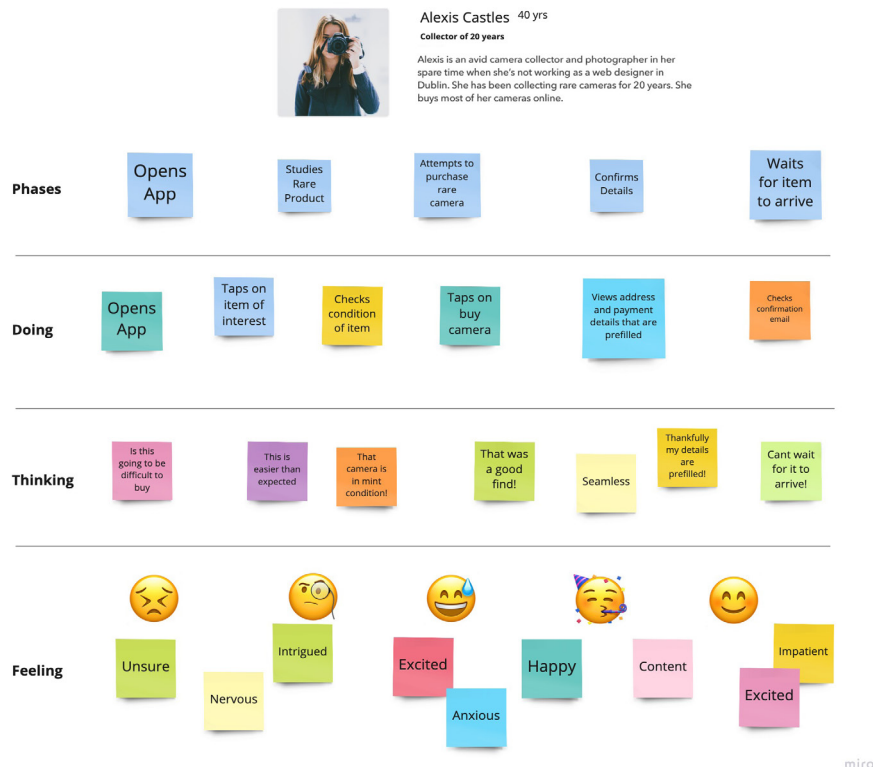 Alexis Castles 40 yrs
Collector of 20 years
Alexis is an avid camera collector and photographer in her
spare time when she's not working as a web designer in
Dublin. She has been collecting rare cameras for 20 years. She
buys most of her cameras online.
Phases
Opens
App
Studies
Rare
Product
Attempts to
purchase
rare
camera
Confirms
Details
Waits
for item
to arrive
Doing
Opens
App
Taps on
item of
interest
Checks
condition
of item
Taps on
buy
camera
Views address
and payment
details that are
prefilled
Checks
confirmation
email
Thinking
Is this
going to be
difficult to
buy
This is
easier than
expected
That
camera is
in mint
condition!
That was
a good
find!
Seamless
Thankfully
my details
are
prefilled!
Cant wait
for it to
arrive!
Feeling
Unsure
Nervous
Intrigued
Excited
Anxious
Happy
Content
Excited
Impatient
miro